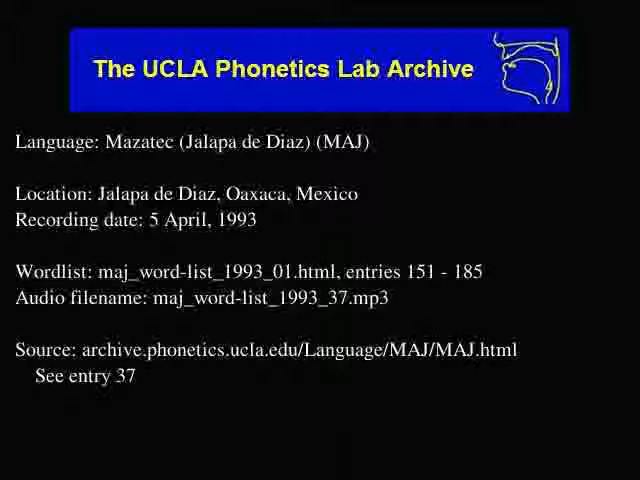 The UCLA Phonetics Lab Archive
Language: Mazatec (Jalapa de Diaz) (MAJ)
Location: Jalapa de Diaz, Oaxaca, Mexico
Recording date: 5 April, 1993
Wordlist: maj_word-list_1993_01.html, entries 151 - 185
Audio filename: maj_word-list_1993_37.mp3
Source: archive.phonetics.ucla.edu/Language/MAJ/MAJ.html
See entry 37